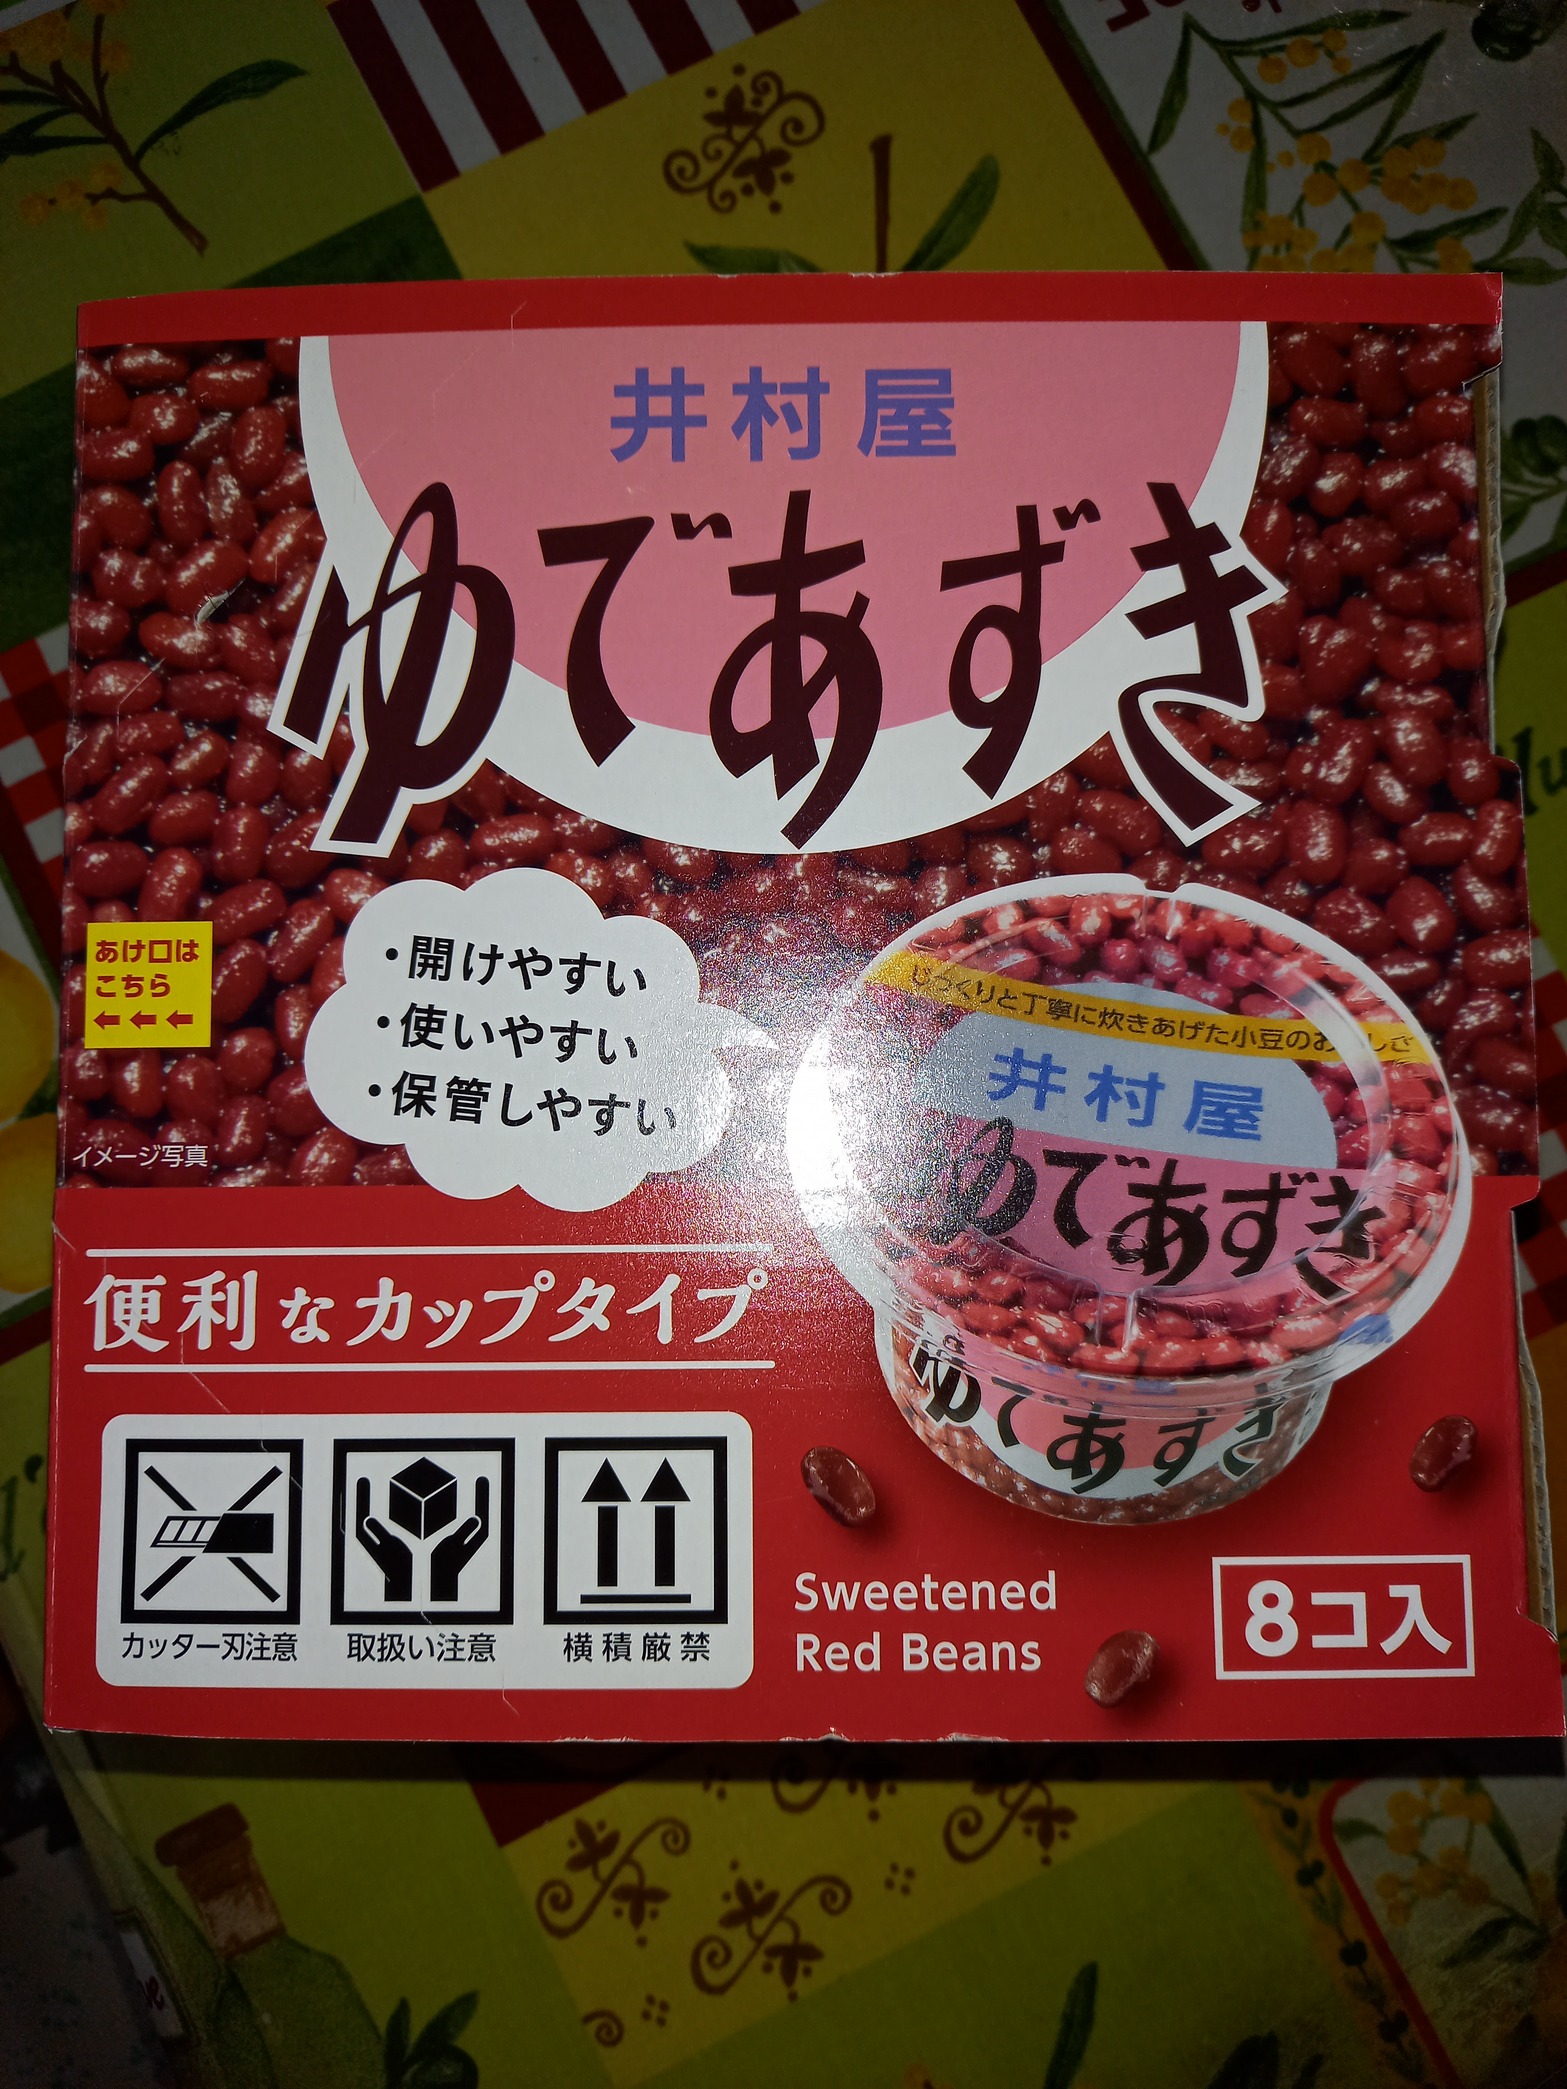 井村屋
ゆであずき
・開けやすい
・使いやすい
・保管しやすい
あけ口は
こちら
←←←
イメージ写真
じっくりと丁寧に炊きあげた小豆のお
井村屋
ゆであずき
ゆであずき
便利なカップタイプ
カッター刃注意
取扱い注意
横積厳禁
Sweetened
Red Beans
8コ入